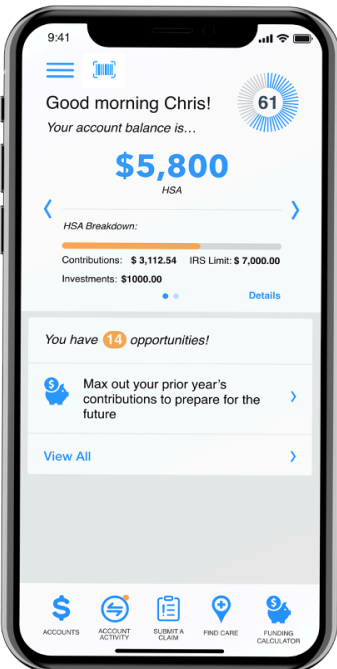 9:41
Good morning Chris!
61
Your account balance is...
$5,800
HSA
HSA Breakdown:
Contributions: $ 3,112.54 IRS Limit: $ 7,000.00
Investments: $1000.00
Details
You have 14 opportunities!
Max out your prior year's
contributions to prepare for the
future
View All
ACCOUNTS
ACCOUNT
ACTIVITY
SUBMIT A
CLAIM
FIND CARE
FUNDING
CALCULATOR